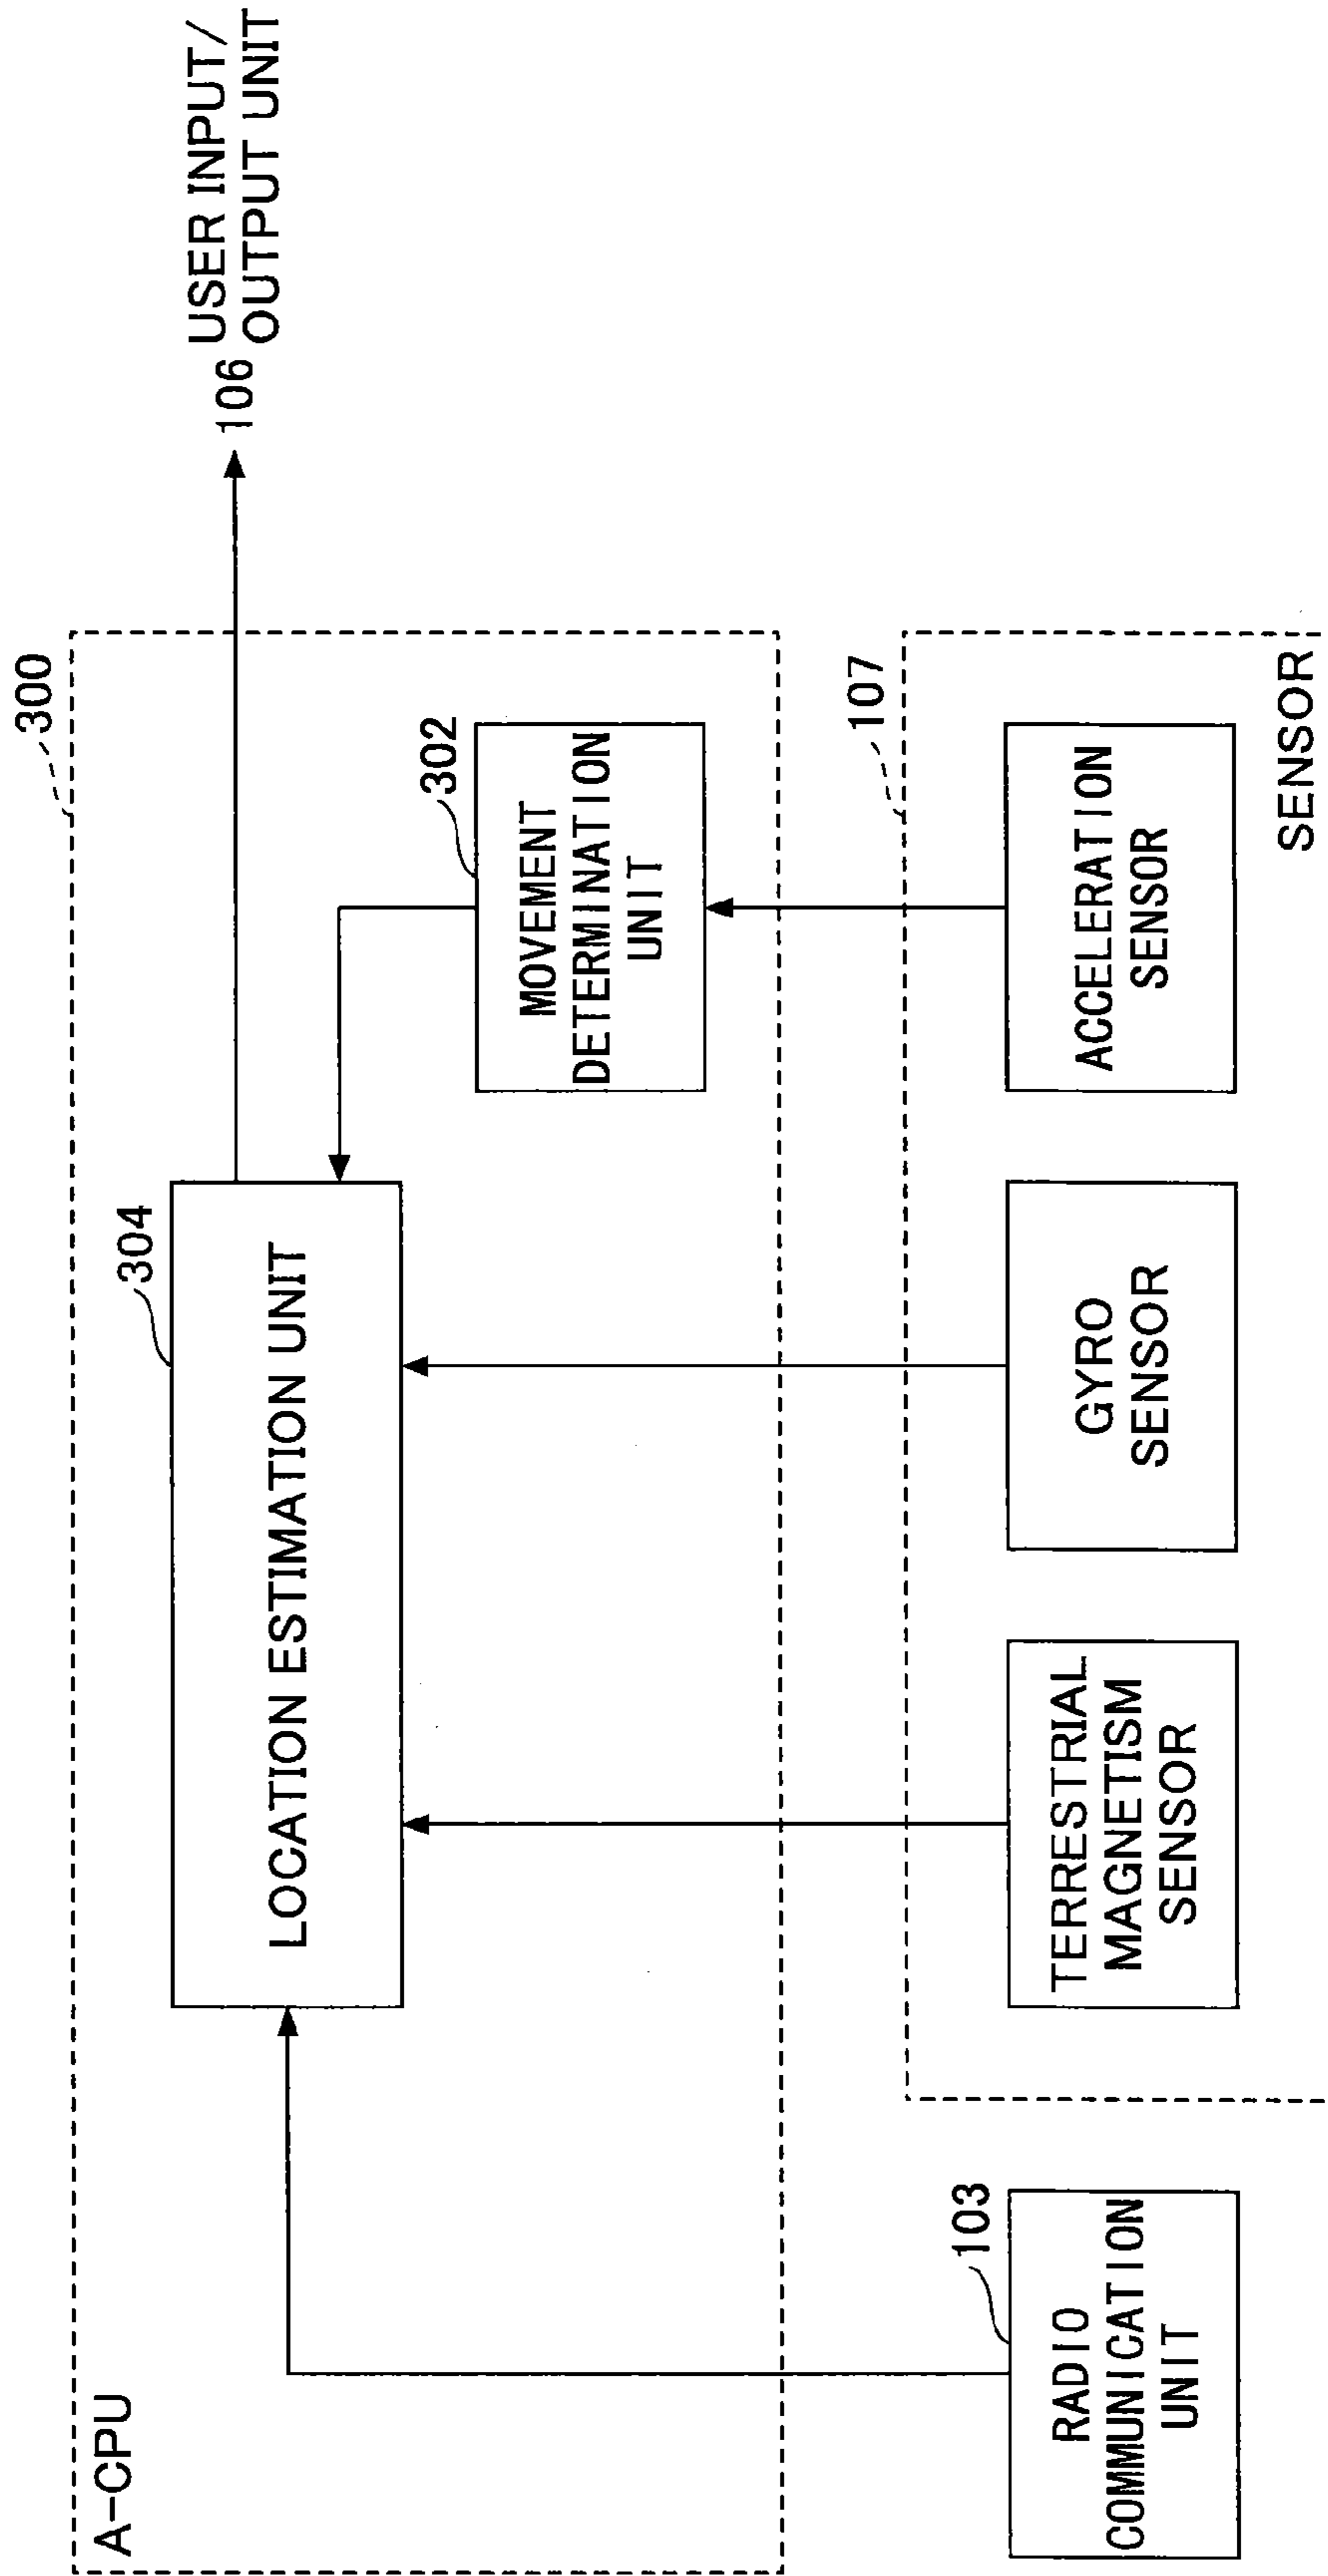 A-CPU
300
304
LOCATION ESTIMATION UNIT
106 USER INPUT/
OUTPUT UNIT
302
MOVEMENT
DETERMINATION
UNIT
103
RADIO
COMMUNICATION
UNIT
107
TERRESTRIAL
MAGNETISM
SENSOR
GYRO
SENSOR
ACCELERATION
SENSOR
SENSOR